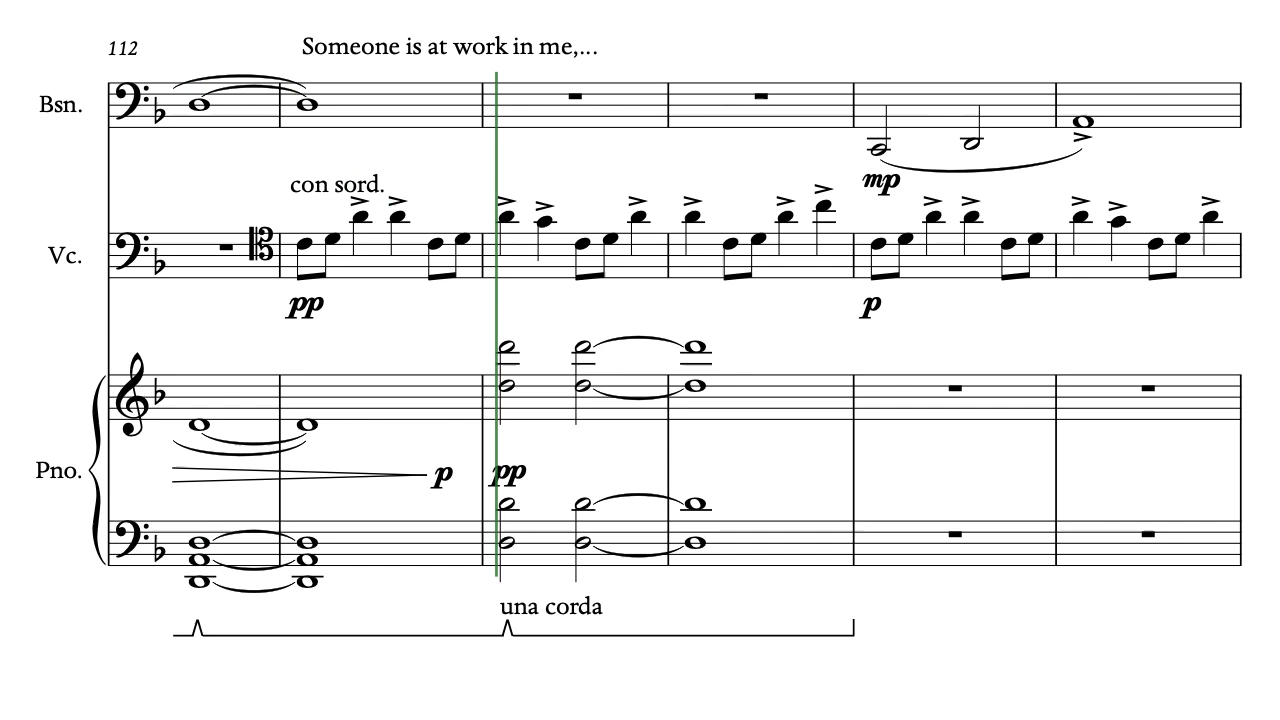 112
Someone is at work in me,...
Bsn.
mp
con sord.
Vc.
pp
p
Pno.
p
pp
una corda